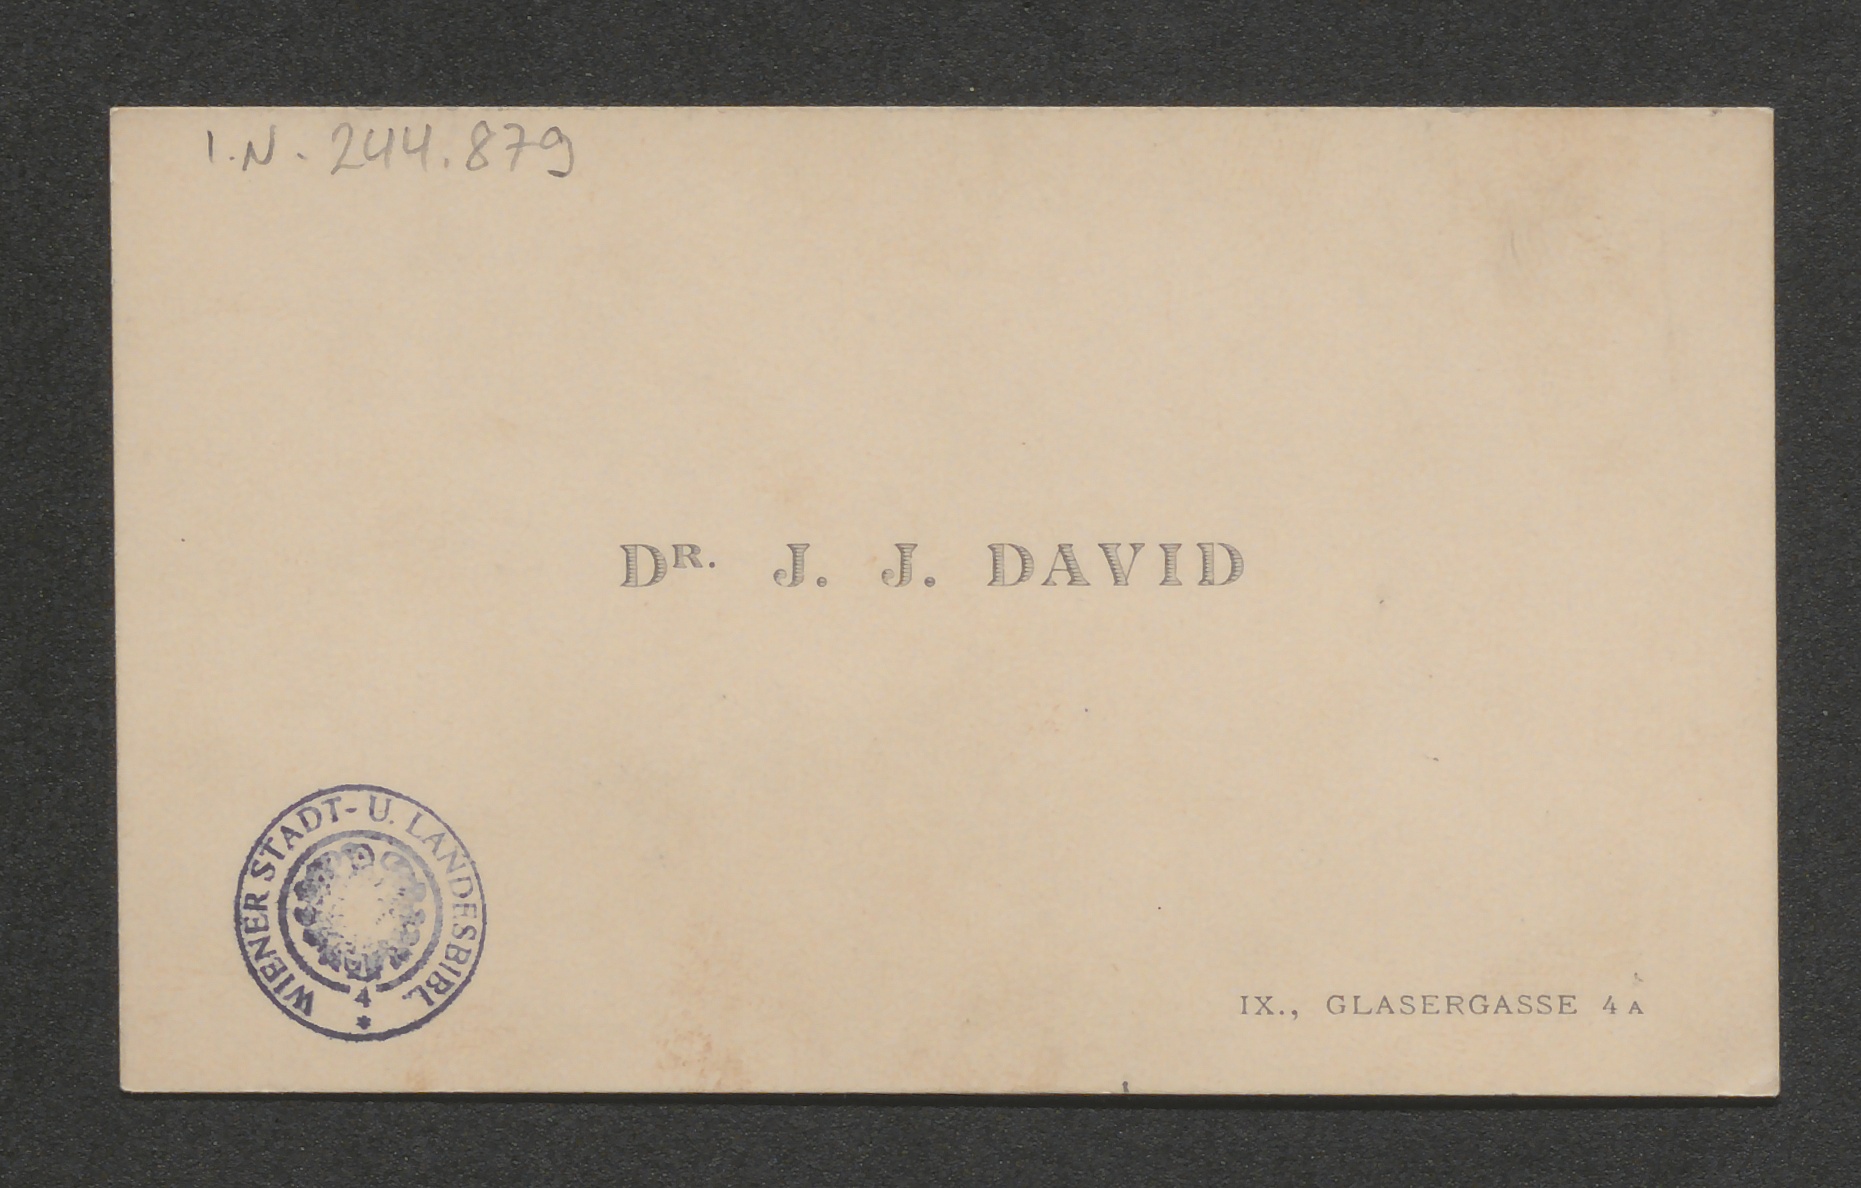 I.N. 244.879
DR. J. J. DAVID
WIENER STADT- U. LANDESBIBL.
4
*
IX., GLASERGASSE 4A